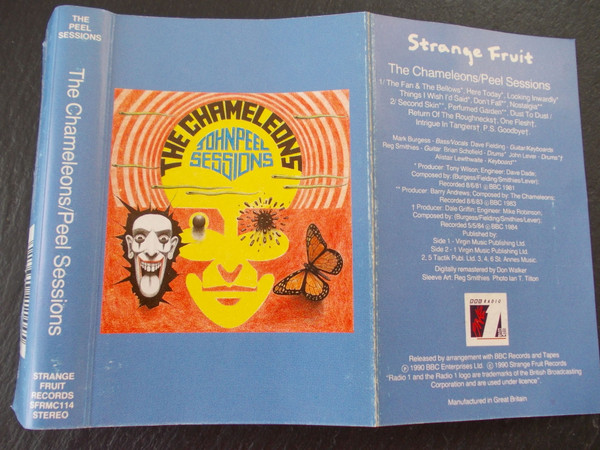 THE
PEEL
SESSIONS
The Chameleons/Peel Sessions
STRANGE
FRUIT
RECORDS
SFRMC114
STEREO
THE CHAMELEONS
JOHN PEEL
SESSIONS
Strange Fruit
The Chameleons/Peel Sessions
1/ The Fan & The Bellows*, Here Today*, Looking Inwardly*
Things I Wish I'd Said*, Don't Fall*, Nostalgia*
2/ Second Skin**, Perfumed Garden**, Dust To Dust /
Return Of The Roughnecks†, One Flesh†,
Intrigue In Tangiers†, P.S. Goodbye†.
Mark Burgess - Bass/Vocals Dave Fielding - Guitar/Keyboards
Reg Smithies - Guitar Brian Schofield - Drums* John Lever - Drums**†
Alistair Lewthwaite - Keyboard**
* Producer: Tony Wilson; Engineer: Dave Dade;
Composed by: (Burgess/Fielding/Smithies/Lever)
Recorded 8/6/81 ℗ BBC 1981
** Producer: Barry Andrews; Composed by: The Chameleons
Recorded 8/6/83 ℗ BBC 1983
† Producer: Dale Griffin; Engineer: Mike Robinson;
Composed by: (Burgess/Fielding/Smithies/Lever);
Recorded 5/5/84 ℗ BBC 1984
Published by:
Side 1 - Virgin Music Publishing Ltd.
Side 2 - 1 Virgin Music Publishing Ltd.
2, 5 Tactik Pub. Ltd. 3, 4, 6 St. Annes Music.
Digitally remastered by Don Walker
Sleeve Art: Reg Smithies Photo Ian T. Tilton
BBC RADIO
1
Released by arrangement with BBC Records and Tapes
℗ 1990 BBC Enterprises Ltd. © 1990 Strange Fruit Records
"Radio 1 and the Radio 1 logo are trademarks of the British Broadcasting
Corporation and are used under licence".
Manufactured in Great Britain